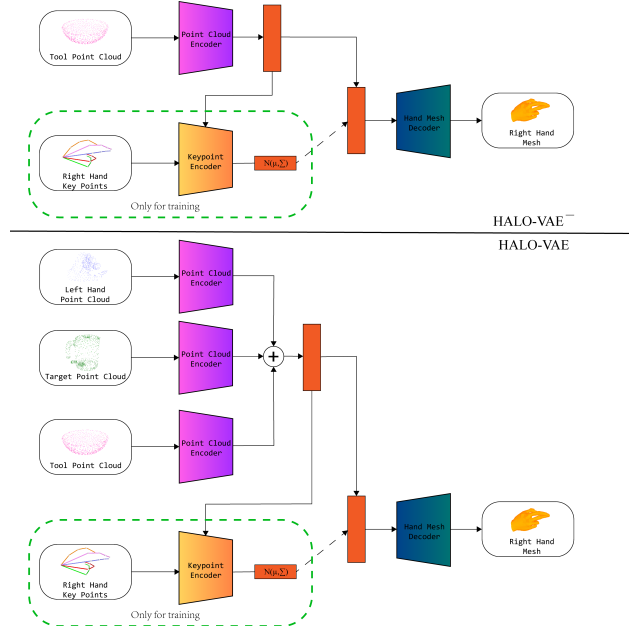 Tool Point Cloud
Point Cloud
Encoder
Right Hand
Key Points
Keypoint
Encoder
N(μ,∑)
Only for training
Hand Mesh
Decoder
Right Hand
Mesh
HALO-VAE⁻
HALO-VAE
Left Hand
Point Cloud
Point Cloud
Encoder
Target Point Cloud
Point Cloud
Encoder
+
Tool Point Cloud
Point Cloud
Encoder
Right Hand
Key Points
Keypoint
Encoder
N(μ,∑)
Only for training
Hand Mesh
Decoder
Right Hand
Mesh